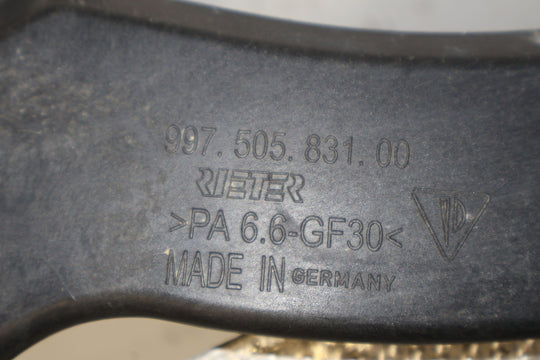 997. 505. 831. 00
RIETER
>PA 6.6-GF30<
MADE IN GERMANY